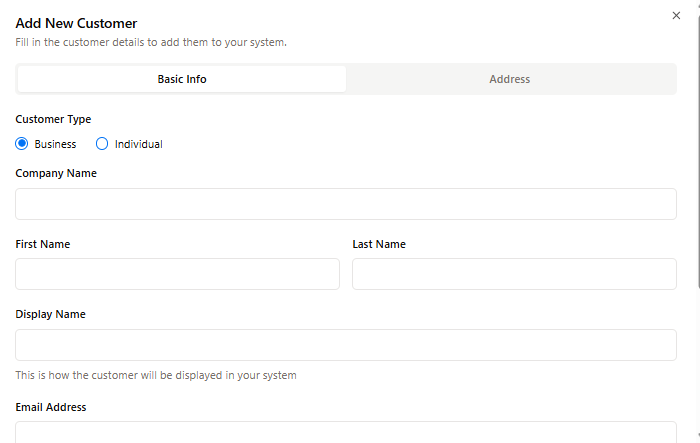 Add New Customer
Fill in the customer details to add them to your system.
Basic Info Address
Customer Type
Business Individual
Company Name
First Name Last Name
Display Name
This is how the customer will be displayed in your system
Email Address